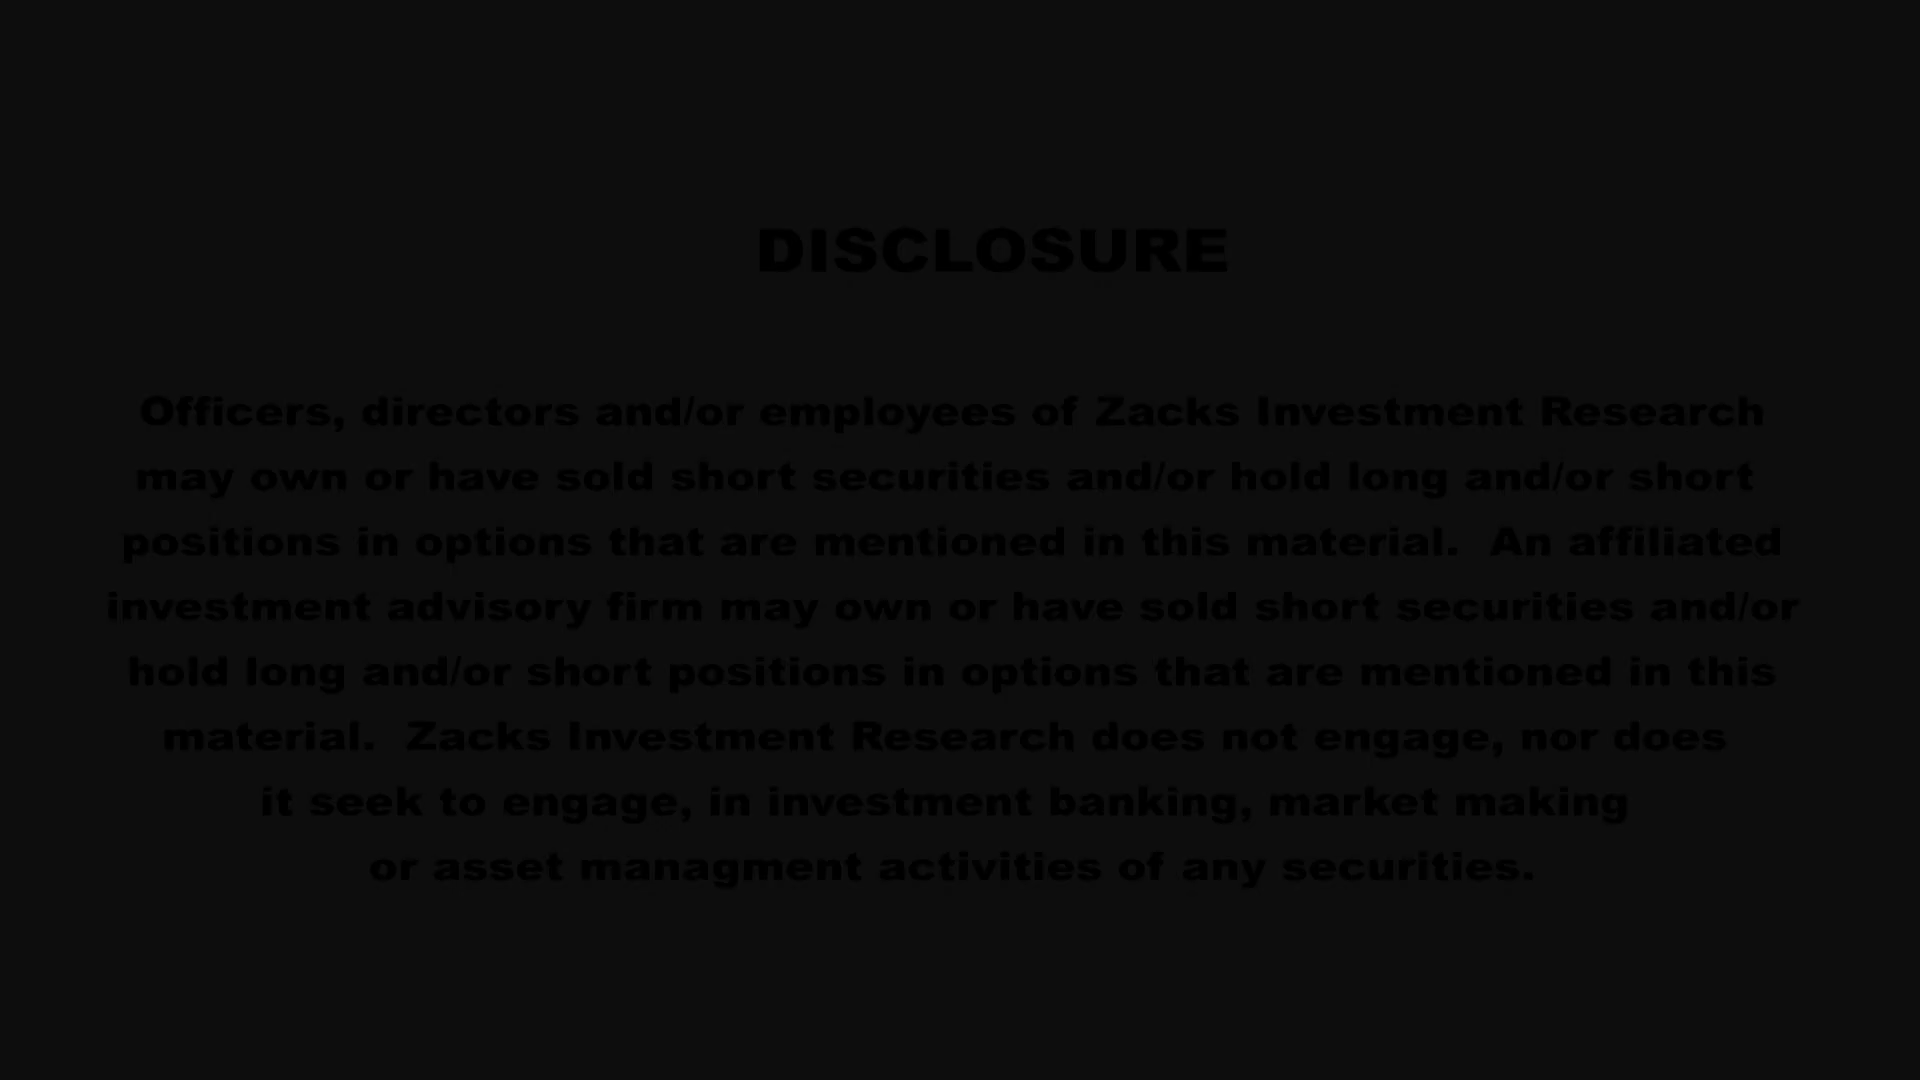 DISCLOSURE
Officers, directors and/or employees of Zacks Investment Research
may own or have sold short securities and/or hold long and/or short
positions in options that are mentioned in this material.  An affiliated
investment advisory firm may own or have sold short securities and/or
hold long and/or short positions in options that are mentioned in this
material.  Zacks Investment Research does not engage, nor does
it seek to engage, in investment banking, market making
or asset managment activities of any securities.